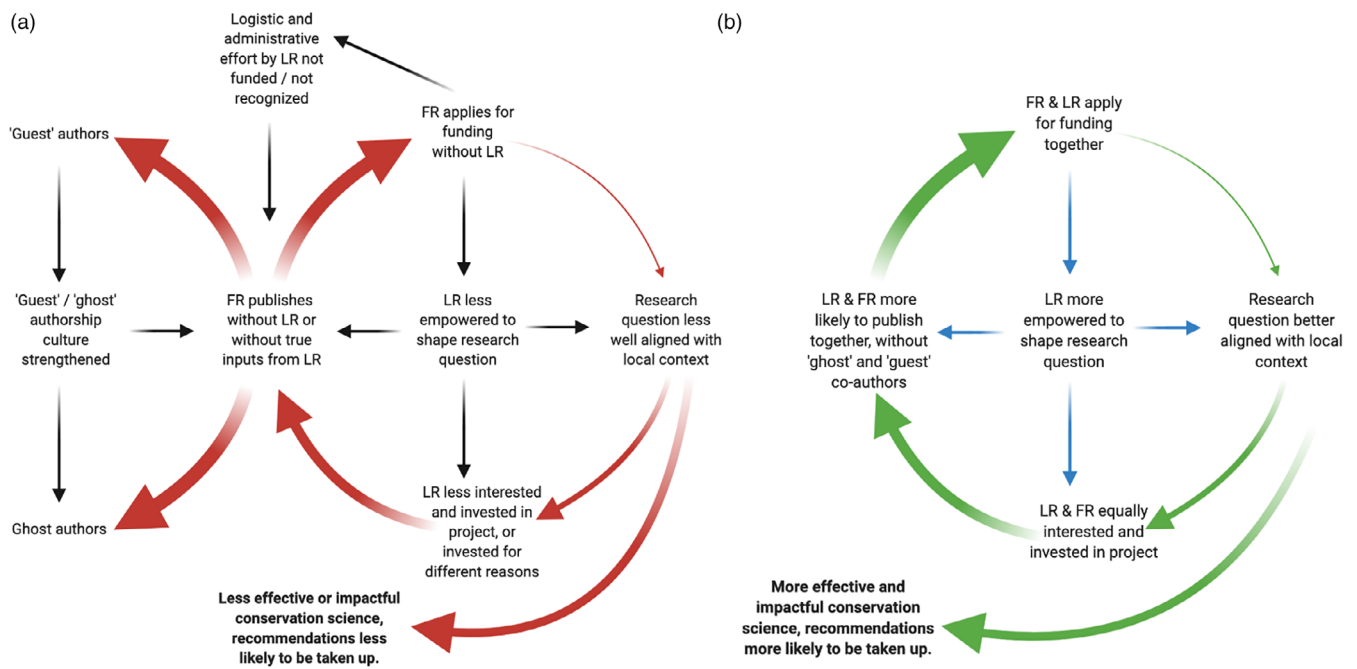 (a)
Logistic and
administrative
effort by LR not
funded / not
recognized
FR applies for
funding
without LR
'Guest' authors
'Guest' / 'ghost'
authorship
culture
strengthened
FR publishes
without LR or
without true
inputs from LR
LR less
empowered to
shape research
question
Research
question less
well aligned with
local context
Ghost authors
LR less interested
and invested in
project, or
invested for
different reasons
Less effective or impactful
conservation science,
recommendations less
likely to be taken up.
(b)
FR & LR apply
for funding
together
LR & FR more
likely to publish
together, without
'ghost' and 'guest'
co-authors
LR more
empowered to
shape research
question
Research
question better
aligned with local
context
LR & FR equally
interested and
invested in project
More effective and
impactful conservation
science, recommendations
more likely to be taken up.